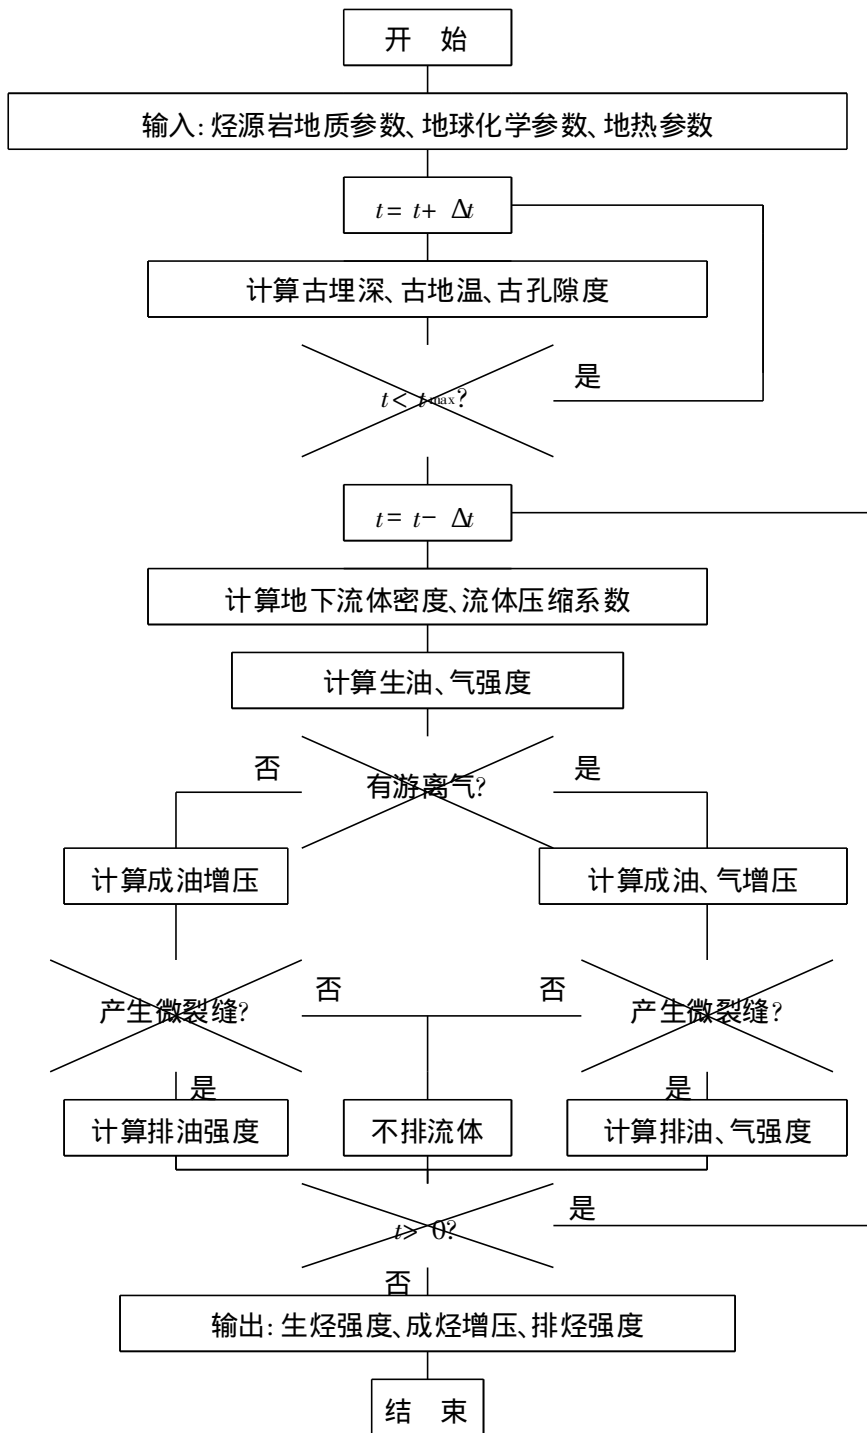 开 始
输入: 烃源岩地质参数、地球化学参数、地热参数
t= t+ Δt
计算古埋深、古地温、古孔隙度
是
t< tmax?
t= t- Δt
计算地下流体密度、流体压缩系数
计算生油、气强度
否
有游离气?
是
计算成油增压
计算成油、气增压
产生微裂缝?
否
否
产生微裂缝?
是
是
计算排油强度
不排流体
计算排油、气强度
t> 0?
是
否
输出: 生烃强度、成烃增压、排烃强度
结 束